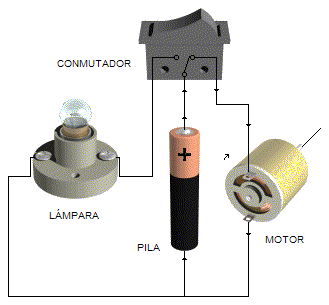 CONMUTADOR
+
LÁMPARA
PILA
MOTOR